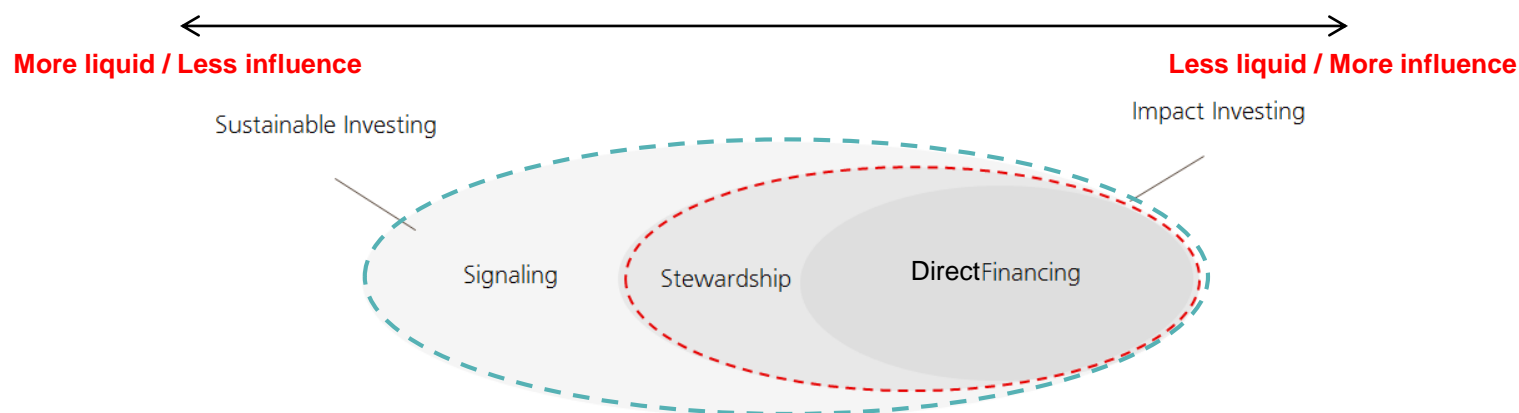 More liquid / Less influence
Less liquid / More influence
Sustainable Investing
Impact Investing
Signaling
Stewardship
DirectFinancing